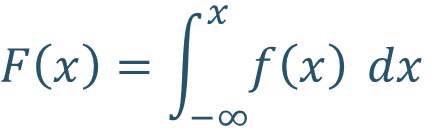 F(x) = ∫_{-∞}^{x} f(x) dx